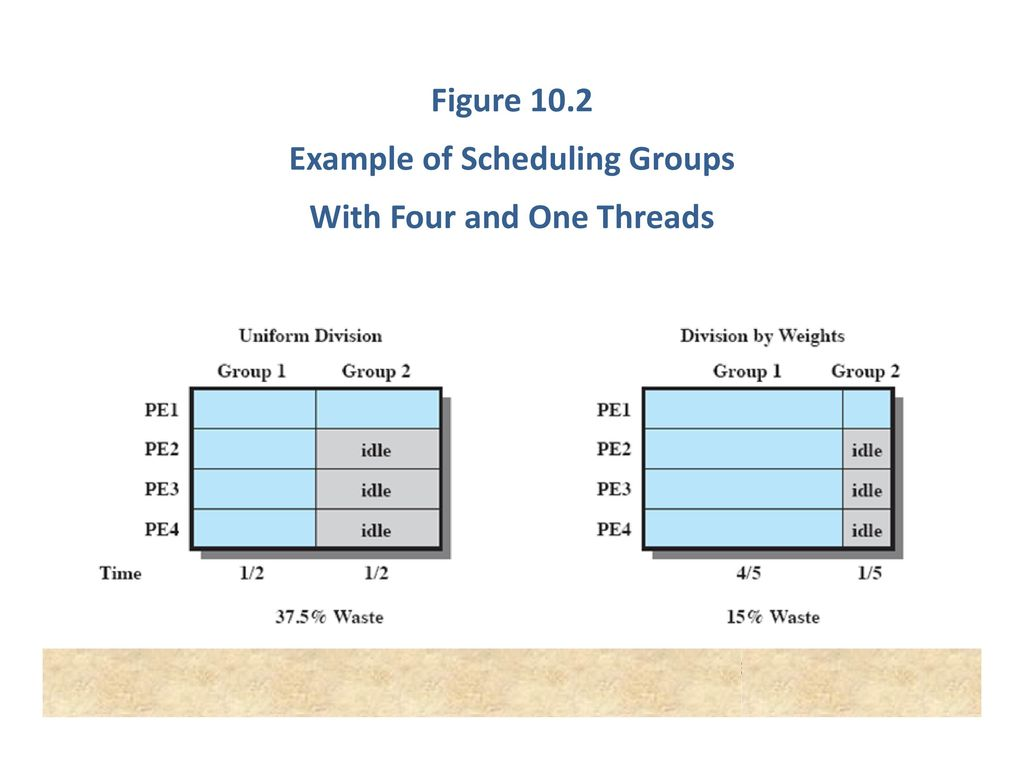 Figure 10.2
Example of Scheduling Groups
With Four and One Threads
Uniform Division
Group 1 Group 2
PE1
PE2 idle
PE3 idle
PE4 idle
Time 1/2 1/2
37.5% Waste
Division by Weights
Group 1 Group 2
PE1
PE2 idle
PE3 idle
PE4 idle
4/5 1/5
15% Waste